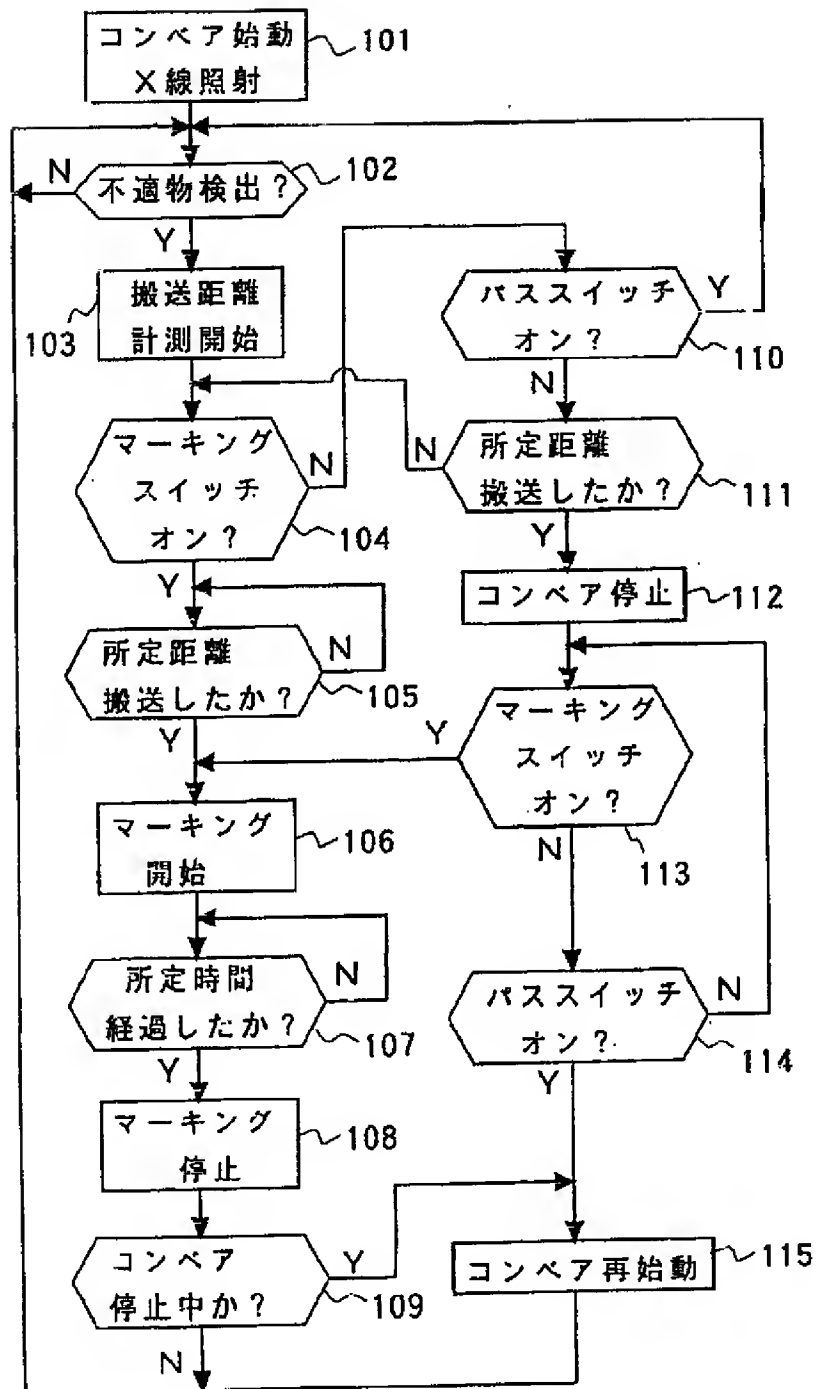 コンベア始動
X線照射
101
不適物検出?
102
N
Y
搬送距離
計測開始
103
パススイッチ
オン?
Y
110
N
マーキング
スイッチ
オン?
N
104
Y
所定距離
搬送したか?
N
111
Y
コンベア停止
112
所定距離
搬送したか?
N
105
Y
マーキング
スイッチ
オン?
Y
113
N
マーキング
開始
106
所定時間
経過したか?
N
107
Y
パススイッチ
オン?
N
114
Y
マーキング
停止
108
コンベア
停止中か?
Y
109
N
コンベア再始動
115